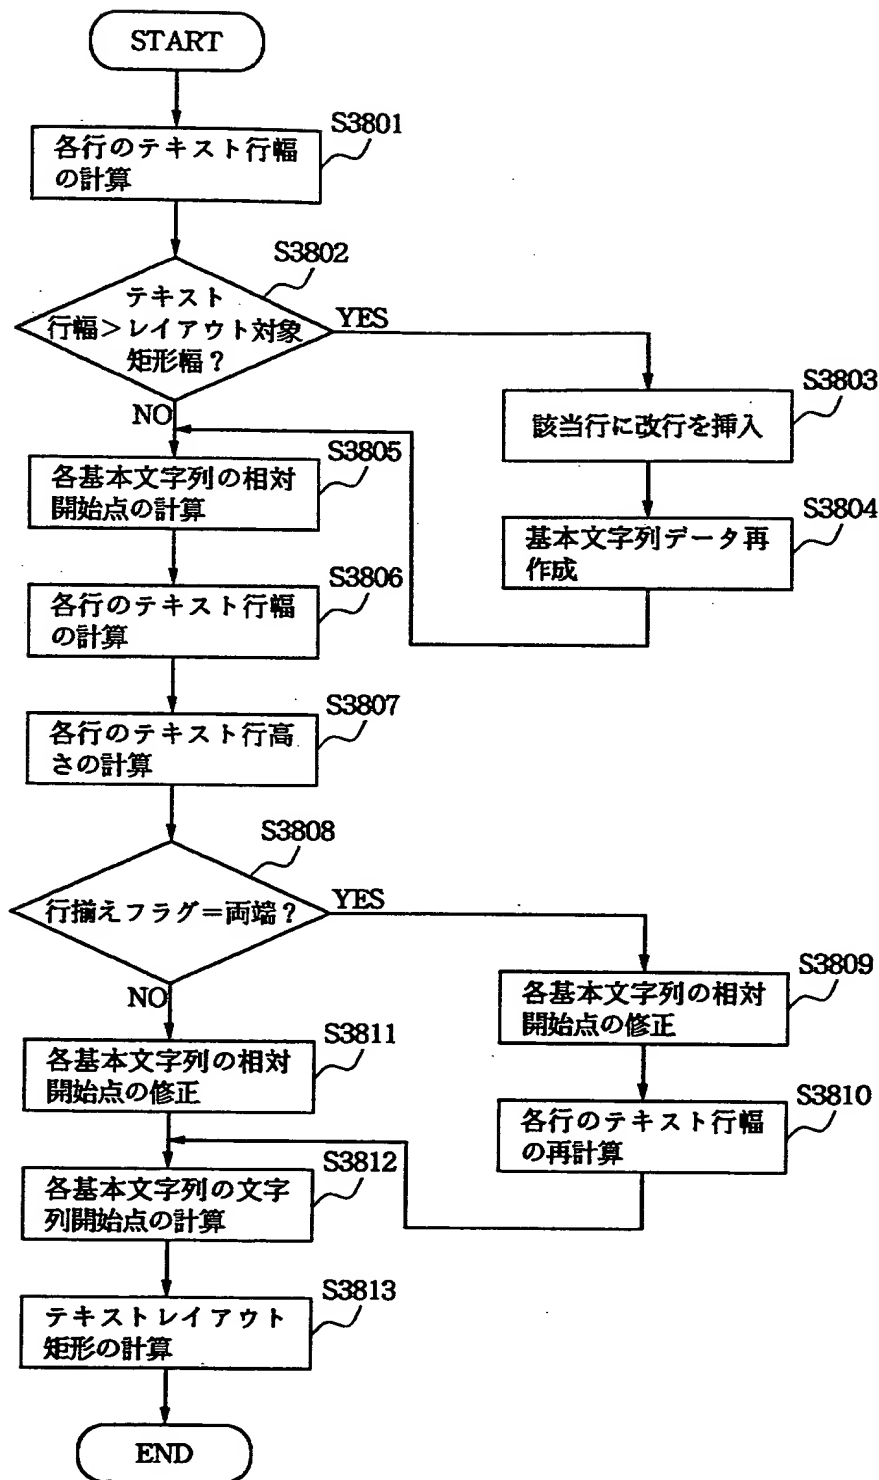 START
S3801
各行のテキスト行幅
の計算
S3802
テキスト
行幅>レイアウト対象
矩形幅?
YES
NO
S3803
該当行に改行を挿入
S3804
基本文字列データ再
作成
S3805
各基本文字列の相対
開始点の計算
S3806
各行のテキスト行幅
の計算
S3807
各行のテキスト行高
さの計算
S3808
行揃えフラグ=両端?
YES
NO
S3809
各基本文字列の相対
開始点の修正
S3810
各行のテキスト行幅
の再計算
S3811
各基本文字列の相対
開始点の修正
S3812
各基本文字列の文字
列開始点の計算
S3813
テキストレイアウト
矩形の計算
END